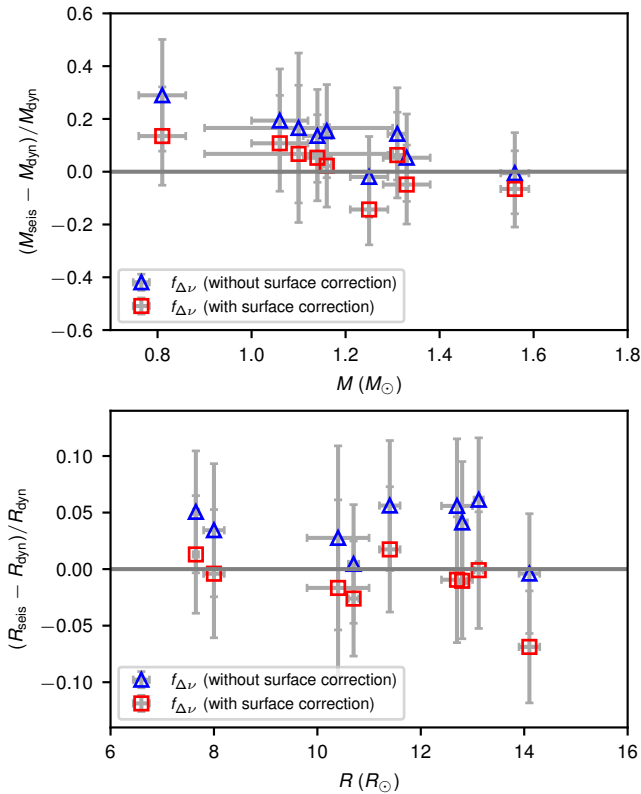 0.6
0.4
0.2
0.0
−0.2
−0.4
−0.6
(M_seis − M_dyn)/M_dyn
f_Δν (without surface correction)
f_Δν (with surface correction)
0.8 1.0 1.2 1.4 1.6 1.8
M (M_⊙)
0.10
0.05
0.00
−0.05
−0.10
(R_seis − R_dyn)/R_dyn
f_Δν (without surface correction)
f_Δν (with surface correction)
6 8 10 12 14 16
R (R_⊙)